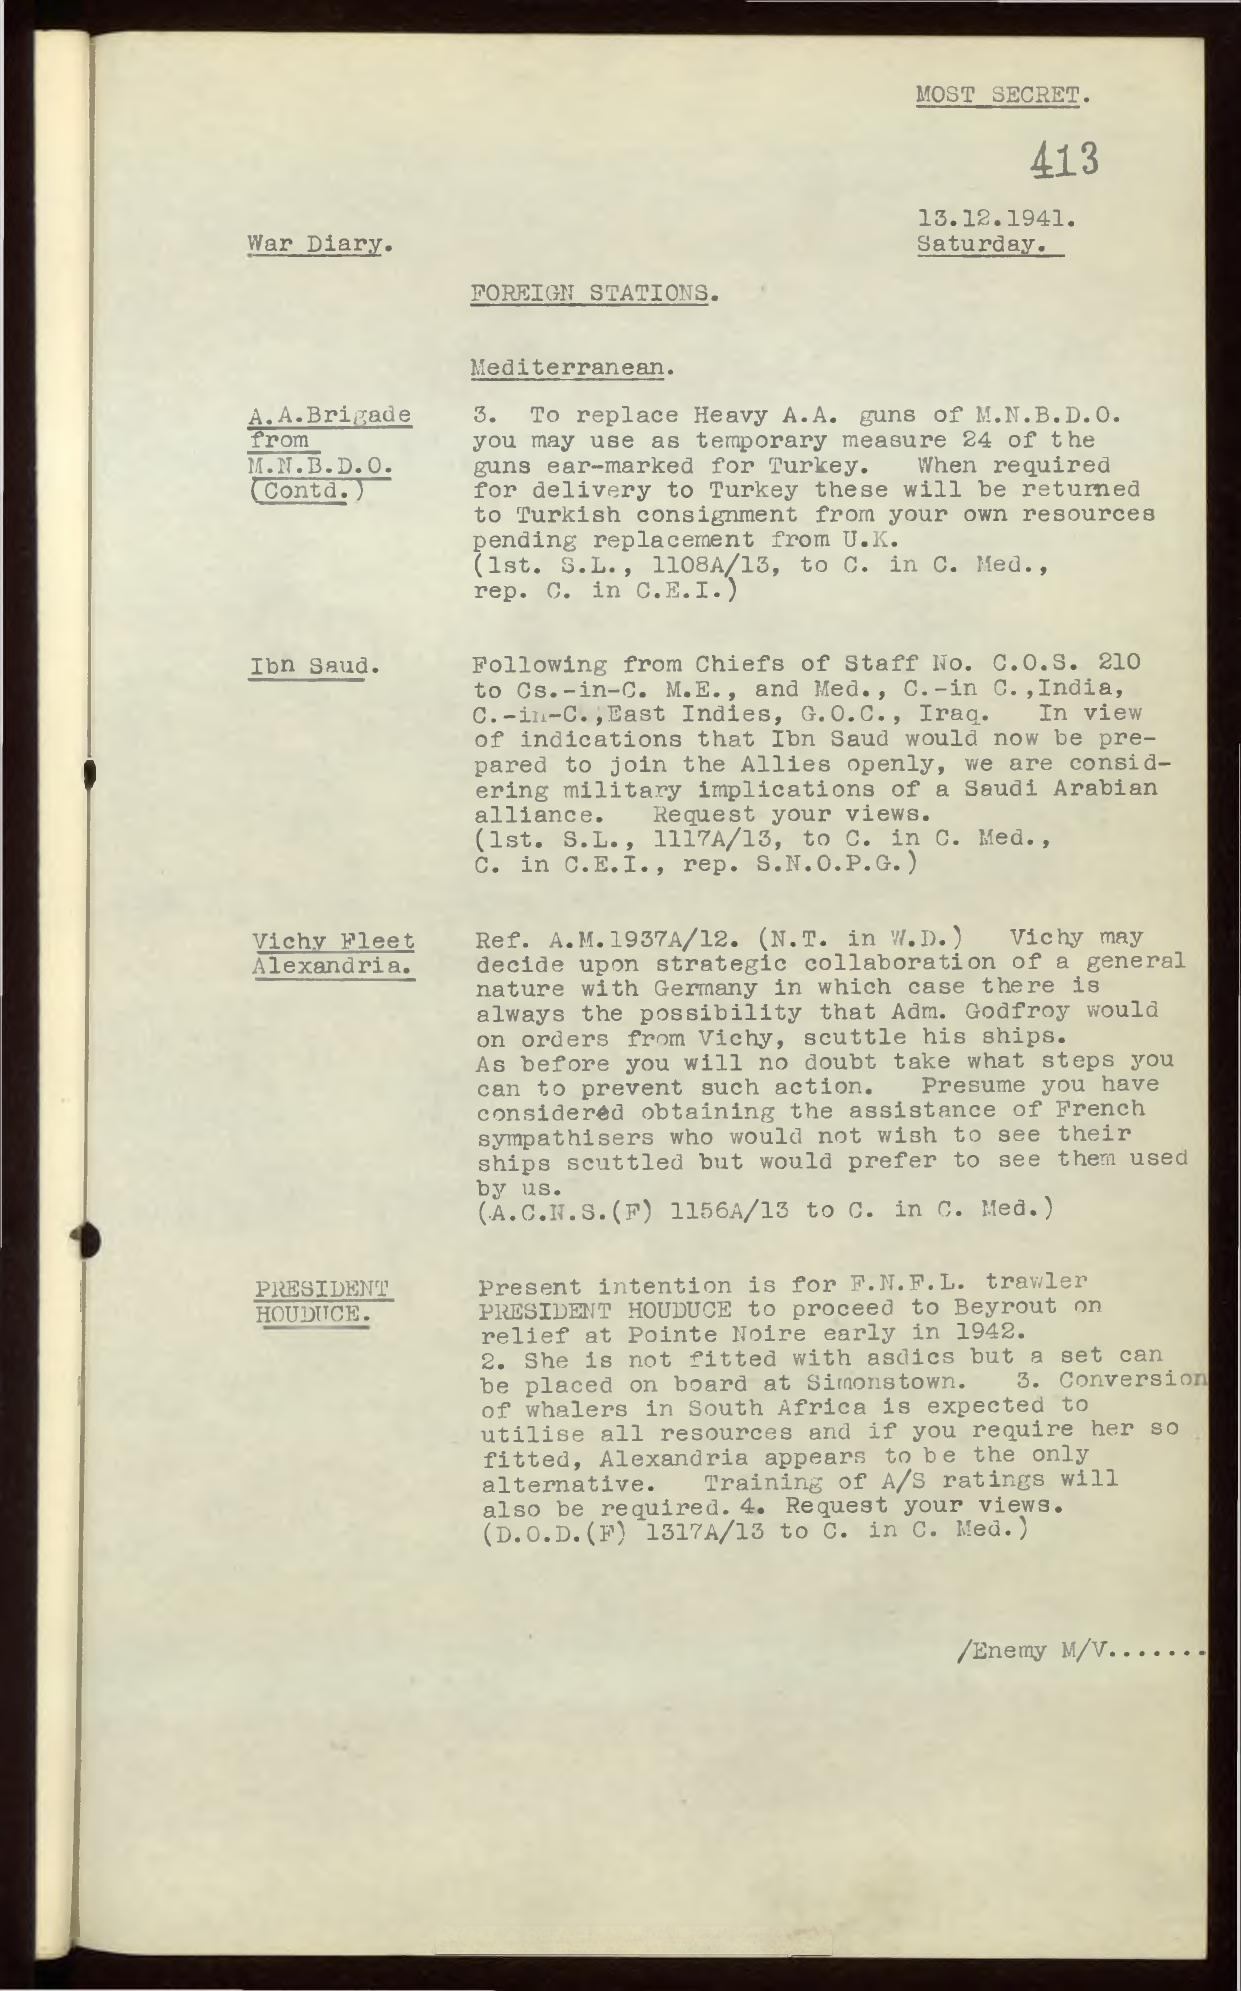 MOST SECRET.
413
13.12.1941.
War Diary.
Saturday.
FOREIGN STATIONS.
Mediterranean.
A.A.Brigade
from
M.N.B.D.O.
(Contd.)
3. To replace Heavy A.A. guns of M.N.B.D.O.
you may use as temporary measure 24 of the
guns ear-marked for Turkey. When required
for delivery to Turkey these will be returned
to Turkish consignment from your own resources
pending replacement from U.K.
(1st. S.L., 1108A/13, to C. in C. Med.,
rep. C. in C.E.I.)
Ibn Saud.
Following from Chiefs of Staff No. C.O.S. 210
to Cs.-in-C. M.E., and Med., C.-in C.,India,
C.-in-C.,East Indies, G.O.C., Iraq. In view
of indications that Ibn Saud would now be pre-
pared to join the Allies openly, we are consid-
ering military implications of a Saudi Arabian
alliance. Request your views.
(1st. S.L., 1117A/13, to C. in C. Med.,
C. in C.E.I., rep. S.N.O.P.G.)
Vichy Fleet
Alexandria.
Ref. A.M.1937A/12. (N.T. in W.D.) Vichy may
decide upon strategic collaboration of a general
nature with Germany in which case there is
always the possibility that Adm. Godfroy would
on orders from Vichy, scuttle his ships.
As before you will no doubt take what steps you
can to prevent such action. Presume you have
considered obtaining the assistance of French
sympathisers who would not wish to see their
ships scuttled but would prefer to see them used
by us.
(A.C.N.S.(F) 1156A/13 to C. in C. Med.)
PRESIDENT
HOUDUCE.
Present intention is for F.N.F.L. trawler
PRESIDENT HOUDUCE to proceed to Beyrout on
relief at Pointe Noire early in 1942.
2. She is not fitted with asdics but a set can
be placed on board at Simonstown. 3. Conversion
of whalers in South Africa is expected to
utilise all resources and if you require her so
fitted, Alexandria appears to be the only
alternative. Training of A/S ratings will
also be required. 4. Request your views.
(D.O.D.(F) 1317A/13 to C. in C. Med.)
/Enemy M/V.......